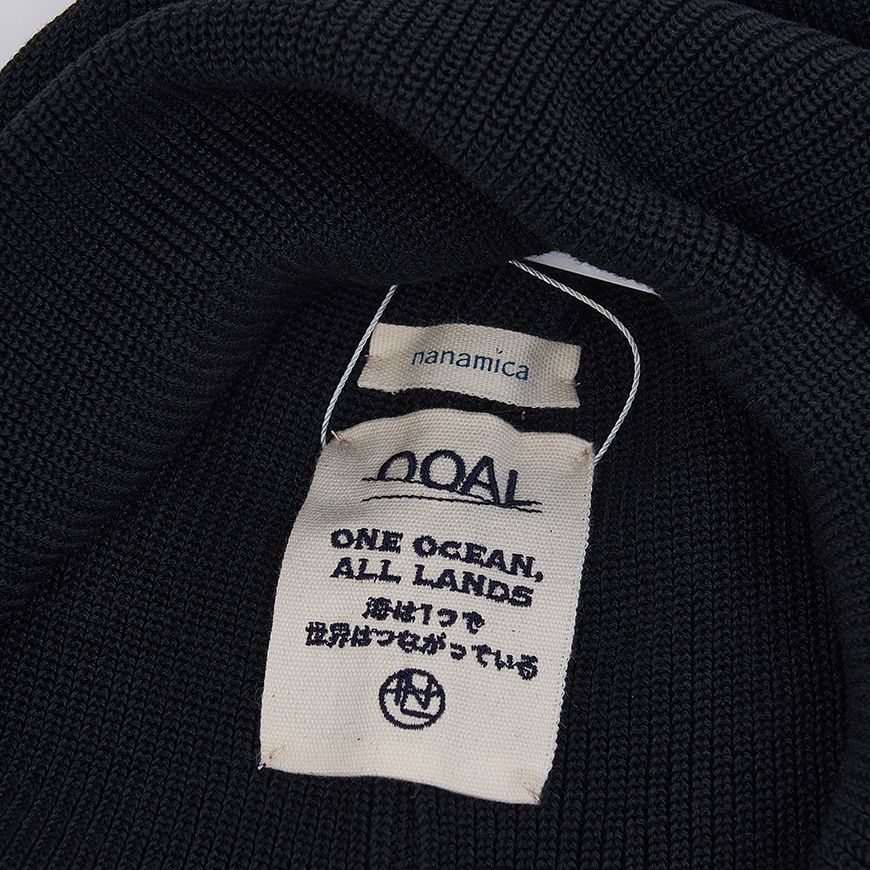 nanamica
OOAL
ONE OCEAN,
ALL LANDS
海は1つで
世界はつながっている